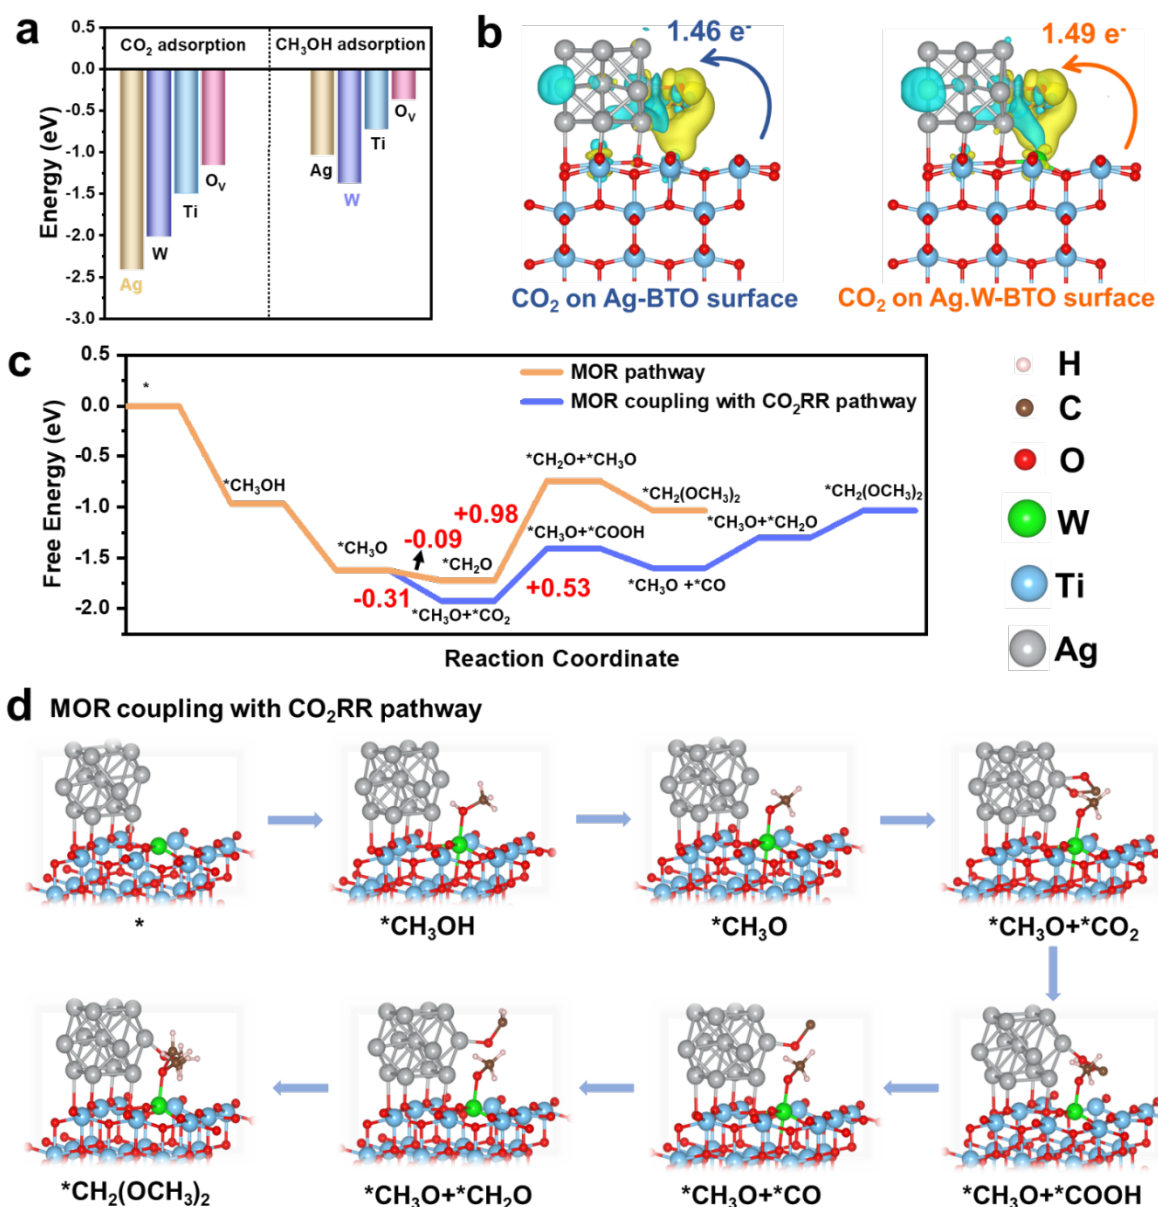 a
0.5
0.0
-0.5
-1.0
-1.5
-2.0
-2.5
-3.0
Energy (eV)
CO₂ adsorption
CH₃OH adsorption
Ag
W
Ti
Oᵥ
Ag
W
Ti
Oᵥ
b
1.46 e⁻
CO₂ on Ag-BTO surface
1.49 e⁻
CO₂ on Ag.W-BTO surface
c
0.5
0.0
-0.5
-1.0
-1.5
-2.0
Free Energy (eV)
Reaction Coordinate
MOR pathway
MOR coupling with CO₂RR pathway
*
*CH₃OH
*CH₃O
-0.09
*CH₂O
+0.98
*CH₂O+*CH₃O
*CH₂(OCH₃)₂
-0.31
*CH₃O+*CO₂
+0.53
*CH₃O+*COOH
*CH₃O +*CO
*CH₃O+*CH₂O
*CH₂(OCH₃)₂
H
C
O
W
Ti
Ag
d MOR coupling with CO₂RR pathway
*
*CH₃OH
*CH₃O
*CH₃O+*CO₂
*CH₂(OCH₃)₂
*CH₃O+*CH₂O
*CH₃O+*CO
*CH₃O+*COOH